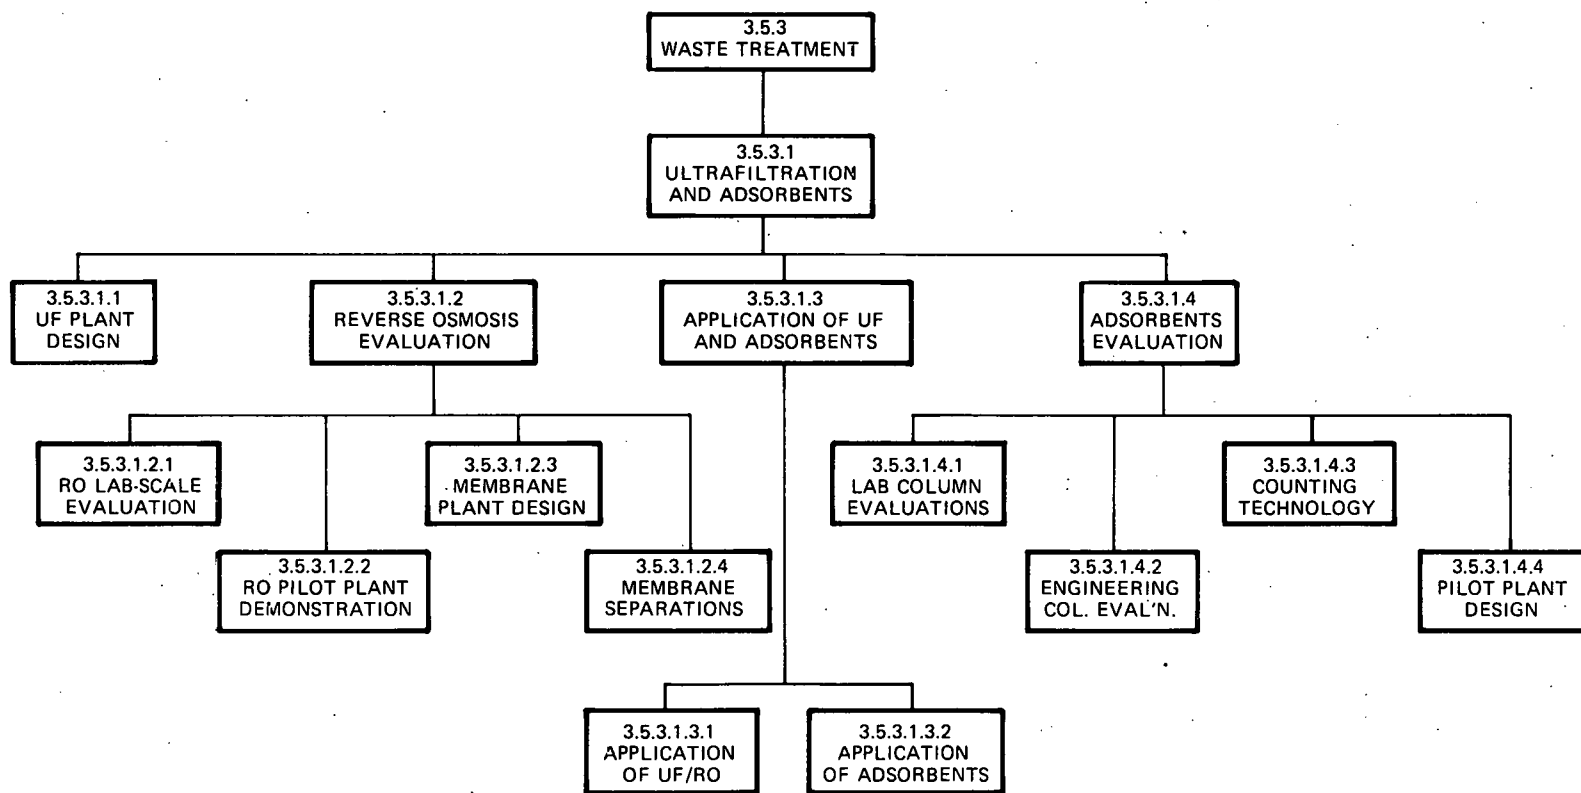 3.5.3
WASTE TREATMENT
3.5.3.1
ULTRAFILTRATION
AND ADSORBENTS
3.5.3.1.1
UF PLANT
DESIGN
3.5.3.1.2
REVERSE OSMOSIS
EVALUATION
3.5.3.1.3
APPLICATION OF UF
AND ADSORBENTS
3.5.3.1.4
ADSORBENTS
EVALUATION
3.5.3.1.2.1
RO LAB-SCALE
EVALUATION
3.5.3.1.2.3
MEMBRANE
PLANT DESIGN
3.5.3.1.4.1
LAB COLUMN
EVALUATIONS
3.5.3.1.4.3
COUNTING
TECHNOLOGY
3.5.3.1.2.2
RO PILOT PLANT
DEMONSTRATION
3.5.3.1.2.4
MEMBRANE
SEPARATIONS
3.5.3.1.4.2
ENGINEERING
COL. EVAL'N.
3.5.3.1.4.4
PILOT PLANT
DESIGN
3.5.3.1.3.1
APPLICATION
OF UF/RO
3.5.3.1.3.2
APPLICATION
OF ADSORBENTS